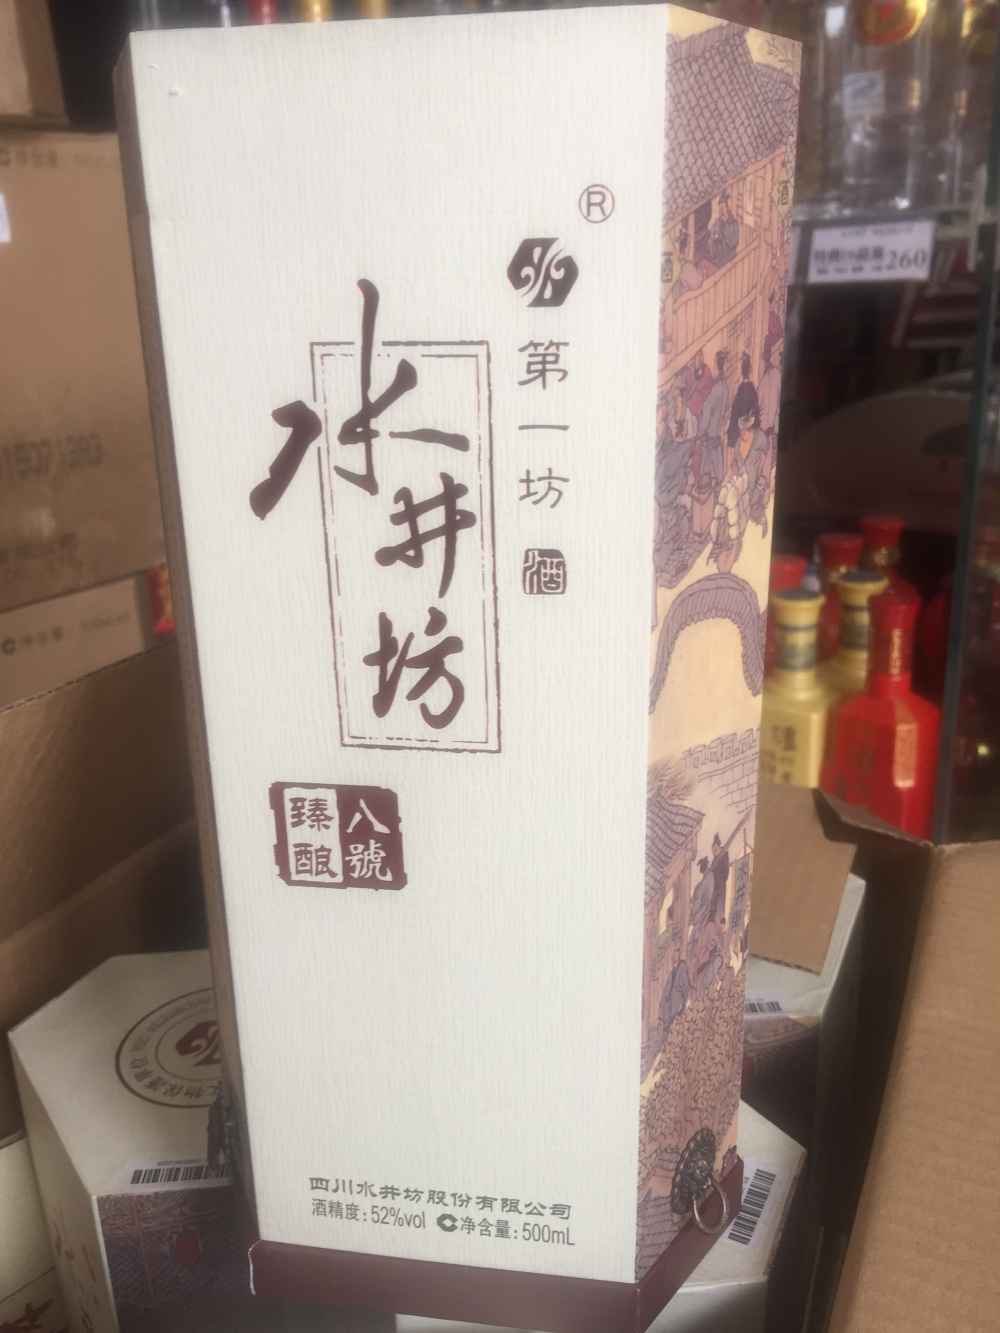 ®
第一坊
酒
水井坊
臻酿
八號
四川水井坊股份有限公司
酒精度:52%vol 净含量:500mL
260